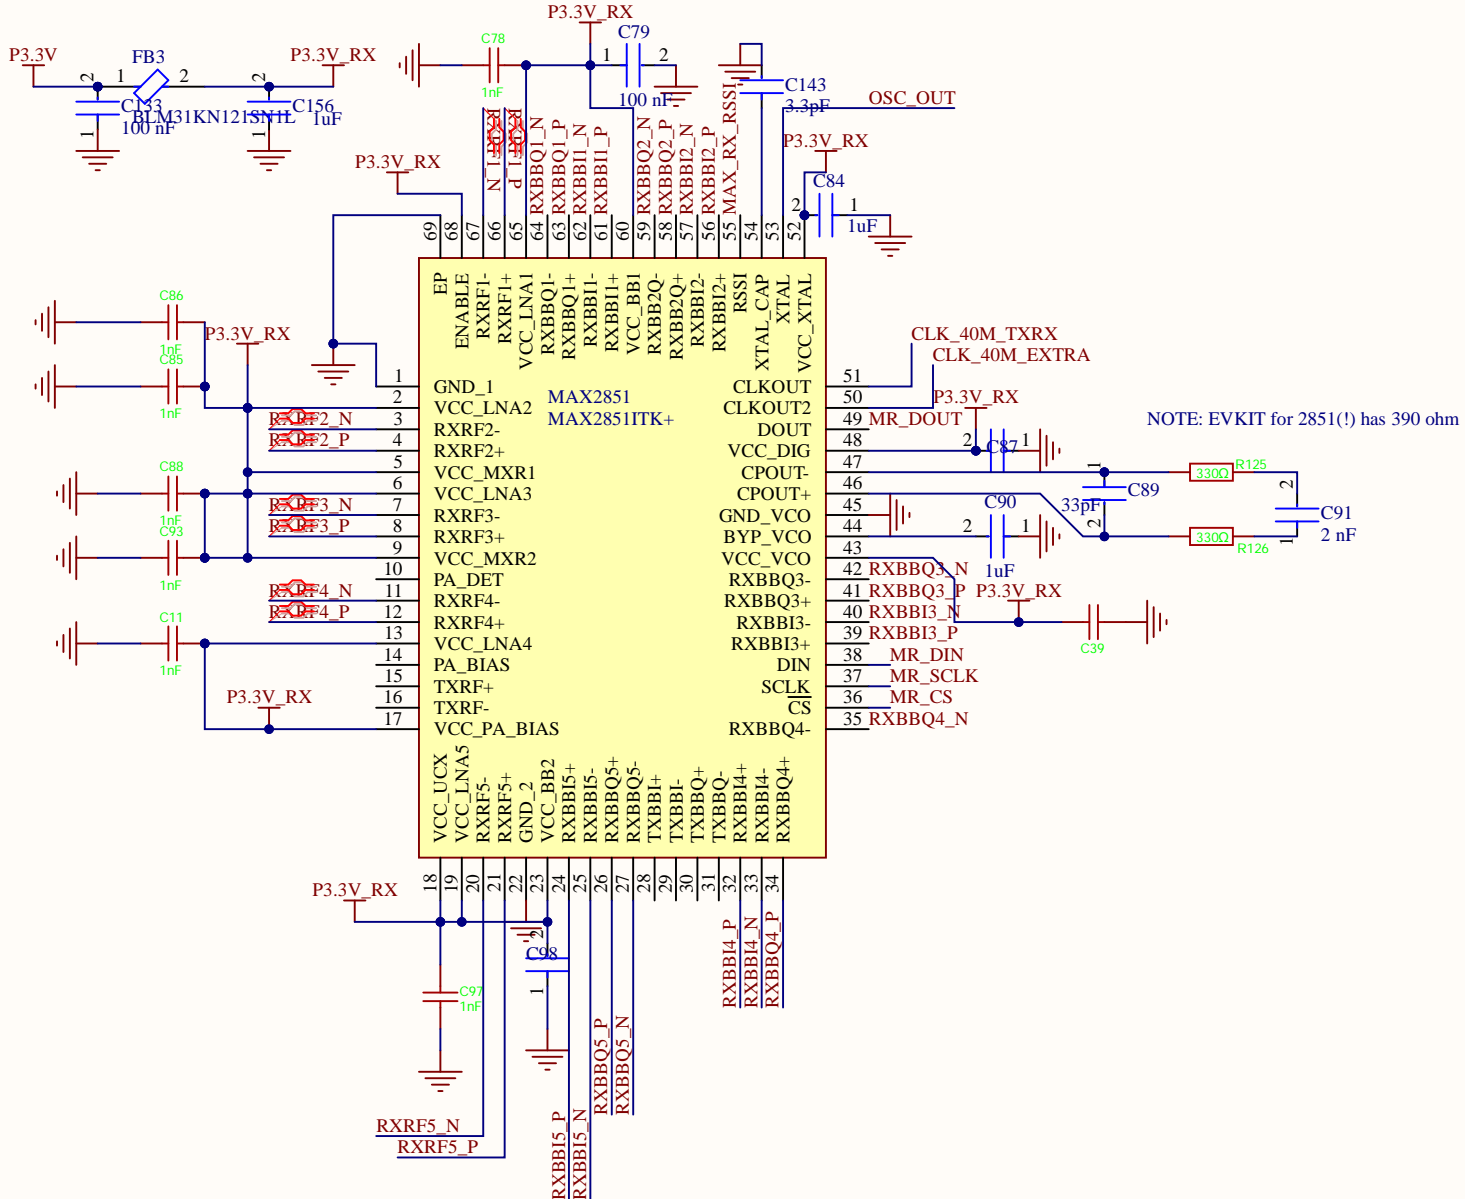 P3.3V
FB3
P3.3V_RX
2
1
2
2
C133
100 nF
BLM31KN121SN1L
C156
1uF
1
1
P3.3V_RX
C78
1nF
C79
1
2
100 nF
C143
3.3pF
OSC_OUT
P3.3V_RX
C84
2
1
1uF
P3.3V_RX
RXRF1_N
RXRF1_P
RXBBQ1_N
RXBBQ1_P
RXBBI1_N
RXBBI1_P
RXBBQ2_N
RXBBQ2_P
RXBBI2_N
RXBBI2_P
MAX_RX_RSSI
69
68
67
66
65
64
63
62
61
60
59
58
57
56
55
54
53
52
EP
ENABLE
RXRF1-
RXRF1+
VCC_LNA1
RXBBQ1-
RXBBQ1+
RXBBI1-
RXBBI1+
VCC_BB1
RXBB2Q-
RXBB2Q+
RXBBI2-
RXBBI2+
RSSI
XTAL_CAP
XTAL
VCC_XTAL
MAX2851
MAX2851ITK+
C86
1nF
P3.3V_RX
C85
1nF
RXRF2_N
RXRF2_P
C88
1nF
RXRF3_N
RXRF3_P
C93
1nF
RXRF4_N
RXRF4_P
C11
1nF
P3.3V_RX
1 GND_1
2 VCC_LNA2
3 RXRF2-
4 RXRF2+
5 VCC_MXR1
6 VCC_LNA3
7 RXRF3-
8 RXRF3+
9 VCC_MXR2
10 PA_DET
11 RXRF4-
12 RXRF4+
13 VCC_LNA4
14 PA_BIAS
15 TXRF+
16 TXRF-
17 VCC_PA_BIAS
CLKOUT 51
CLKOUT2 50
DOUT 49 MR_DOUT
VCC_DIG 48
CPOUT- 47
CPOUT+ 46
GND_VCO 45
BYP_VCO 44
VCC_VCO 43
RXBBQ3- 42 RXBBQ3_N
RXBBQ3+ 41 RXBBQ3_P
RXBBI3- 40 RXBBI3_N
RXBBI3+ 39 RXBBI3_P
DIN 38 MR_DIN
SCLK 37 MR_SCLK
CS 36 MR_CS
RXBBQ4- 35 RXBBQ4_N
CLK_40M_TXRX
CLK_40M_EXTRA
P3.3V_RX
NOTE: EVKIT for 2851(!) has 390 ohm
2
C87
1
1
C89
33pF
2
330Ω
R125
2
C91
2 nF
1
330Ω
R126
C90
2
1
1uF
P3.3V_RX
C39
VCC_UCX
VCC_LNA5
RXRF5-
RXRF5+
GND_2
VCC_BB2
RXBBI5+
RXBBI5-
RXBBQ5+
RXBBQ5-
TXBBI+
TXBBI-
TXBBQ+
TXBBQ-
RXBBI4+
RXBBI4-
RXBBQ4+
18
19
20
21
22
23
24
25
26
27
28
29
30
31
32
33
34
P3.3V_RX
2
C98
1
C97
1nF
RXBBI4_P
RXBBI4_N
RXBBQ4_P
RXBBQ5_P
RXBBQ5_N
RXRF5_N
RXRF5_P
RXBBI5_P
RXBBI5_N